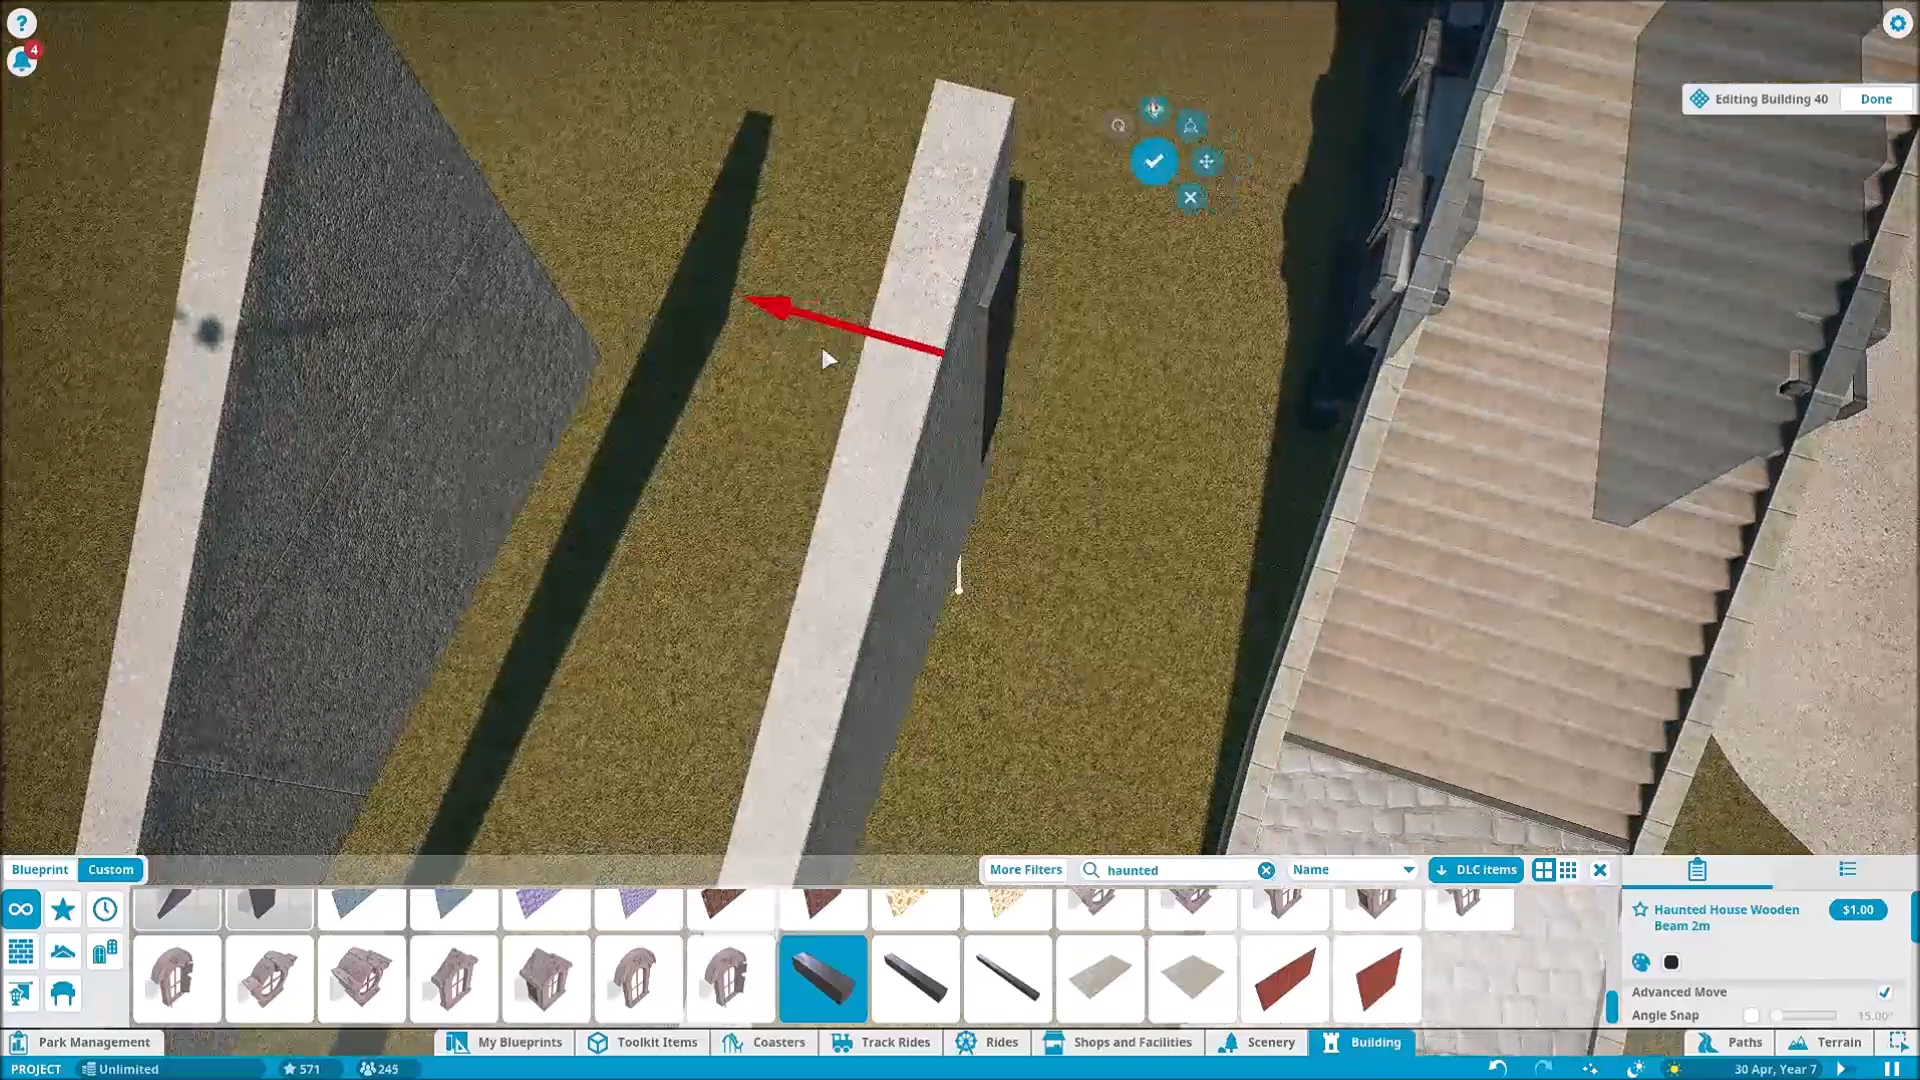 ?
4
Editing Building 40
Done
Blueprint
Custom
More Filters
haunted
Name
DLC items
Haunted House Wooden
Beam 2m
$1.00
Advanced Move
Angle Snap
15.00°
Park Management
My Blueprints
Toolkit Items
Coasters
Track Rides
Rides
Shops and Facilities
Scenery
Building
Paths
Terrain
PROJECT
Unlimited
571
245
30 Apr, Year 7